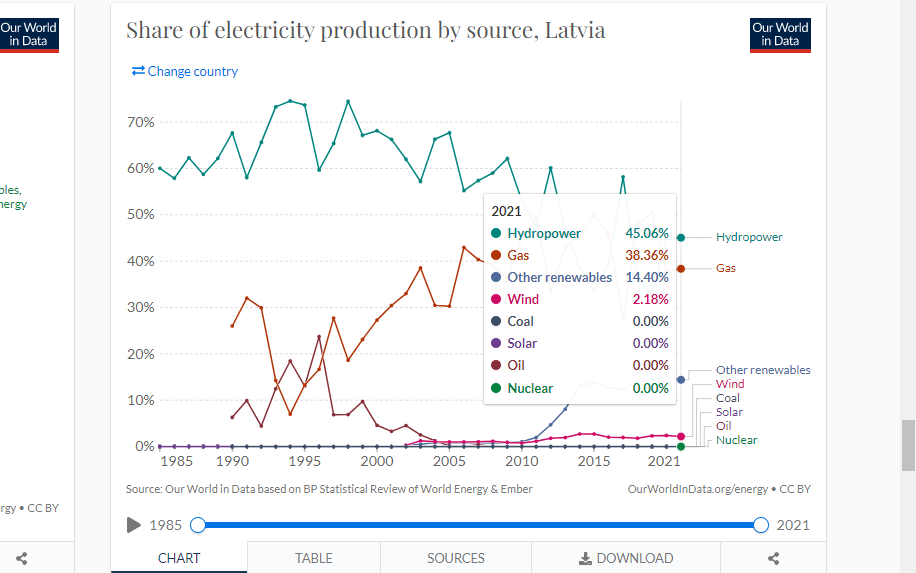 Our World
in Data
Share of electricity production by source, Latvia
Our World
in Data
Change country
70%
60%
50%
40%
30%
20%
10%
0%
2021
Hydropower 45.06%
Gas 38.36%
Other renewables 14.40%
Wind 2.18%
Coal 0.00%
Solar 0.00%
Oil 0.00%
Nuclear 0.00%
Hydropower
Gas
Other renewables
Wind
Coal
Solar
Oil
Nuclear
bles,
nergy
1985 1990 1995 2000 2005 2010 2015 2021
Source: Our World in Data based on BP Statistical Review of World Energy & Ember
OurWorldInData.org/energy • CC BY
rgy • CC BY
1985 2021
CHART TABLE SOURCES DOWNLOAD